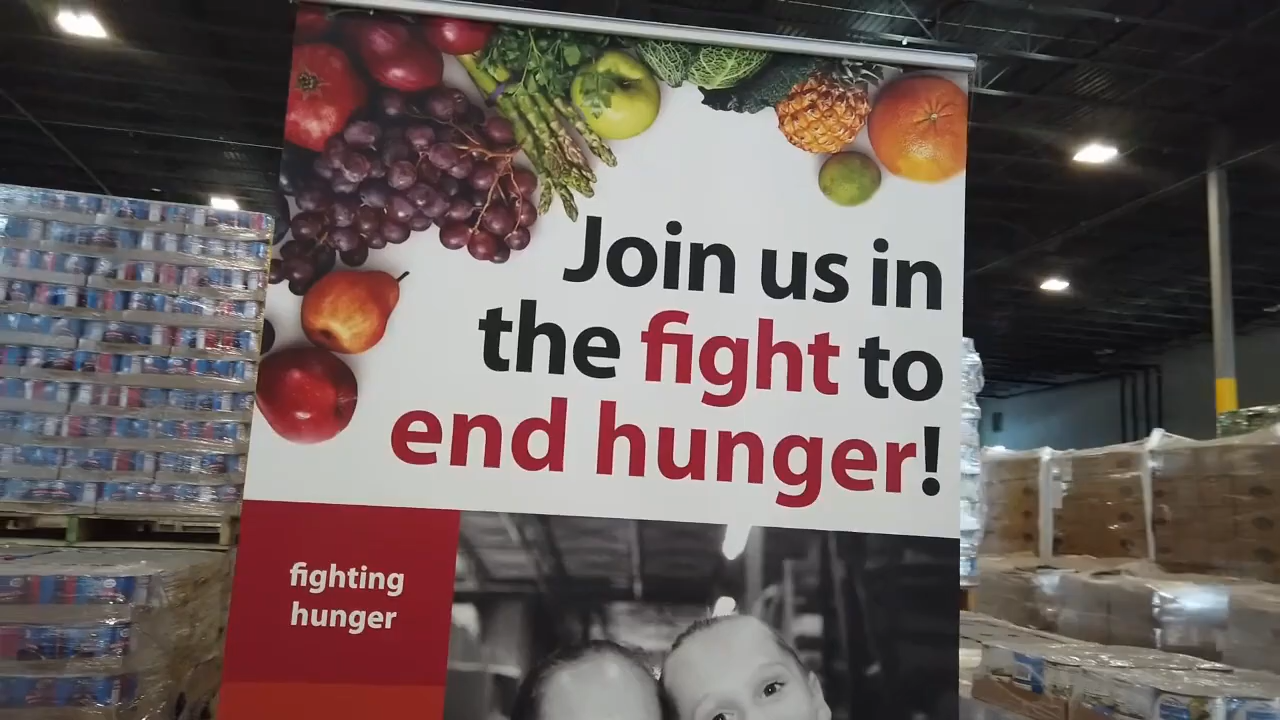 Join us in
the fight to
end hunger!
fighting
hunger